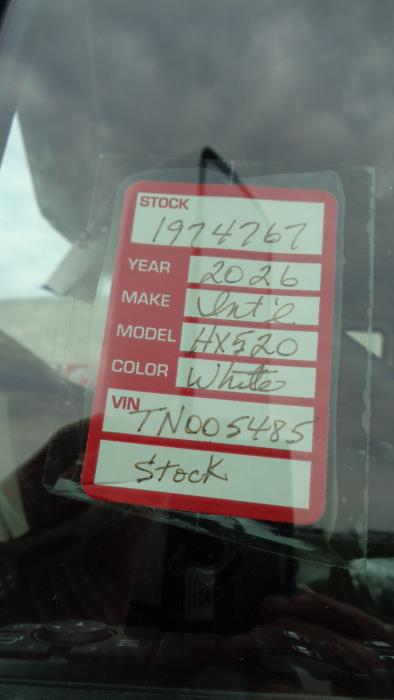 STOCK
1974767
YEAR 2026
MAKE Int'l
MODEL HX520
COLOR White
VIN
TN005485
Stock